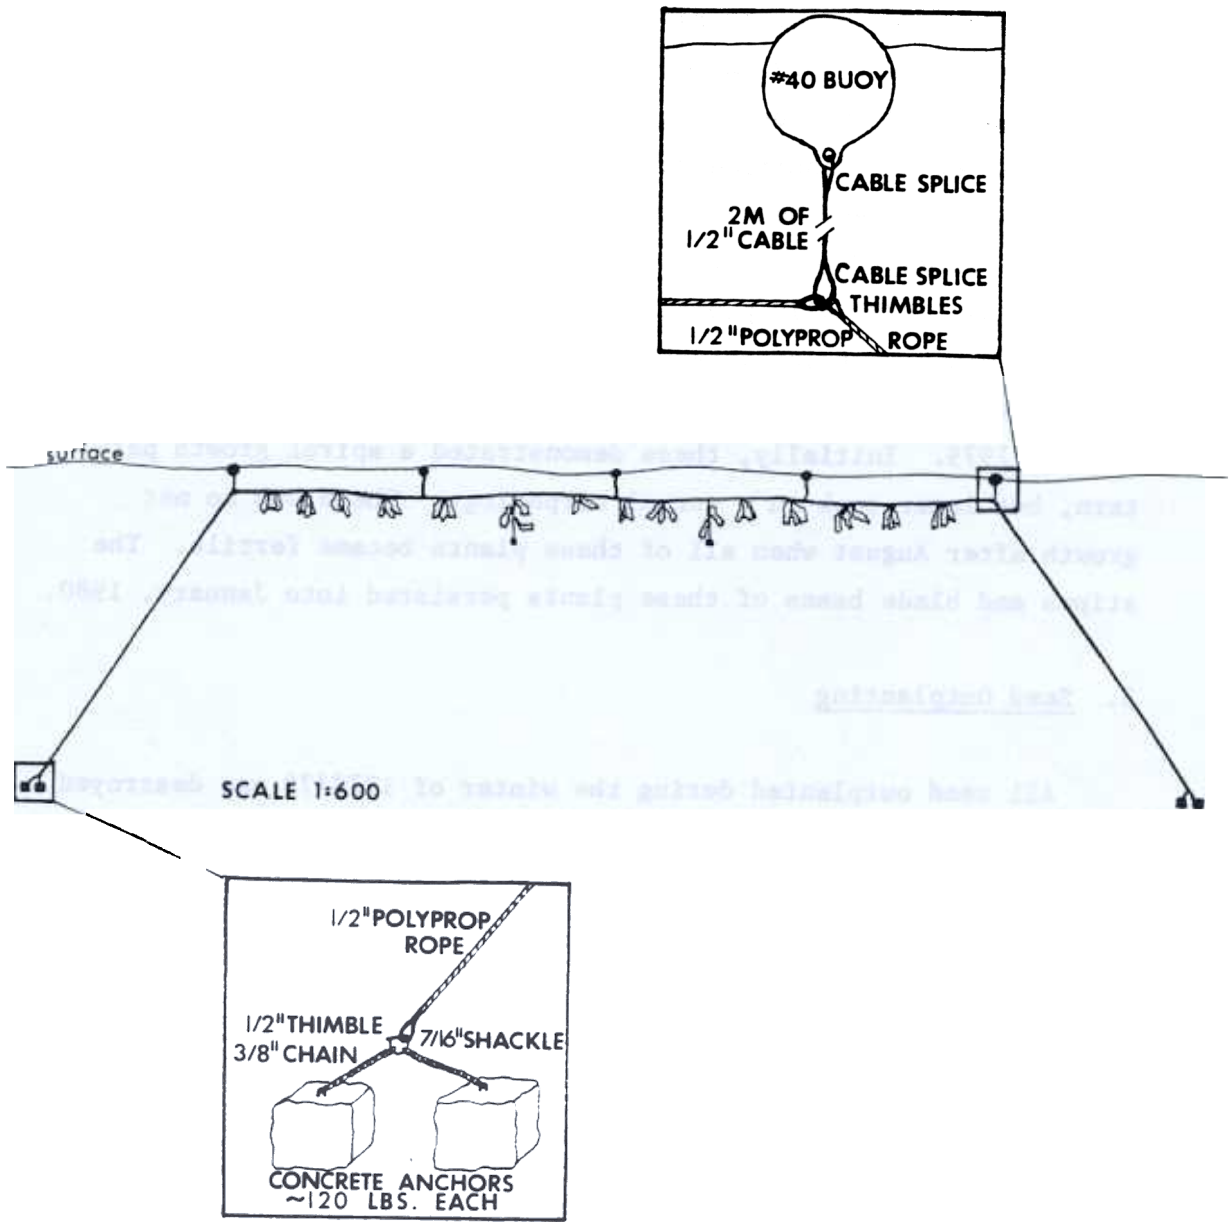 #40 BUOY
CABLE SPLICE
2M OF
1/2" CABLE
CABLE SPLICE
THIMBLES
1/2" POLYPROP ROPE
surface
1979. Initially, these demonstrated a spiral growth pat-
growth after August when all of these plants became fertile. The
stipes and blade bases of these plants persisted into January, 1980.
Seed Outplanting
All seed outplanted during the winter of destroyed
SCALE 1:600
1/2" POLYPROP
ROPE
1/2" THIMBLE
7/16" SHACKLE
3/8" CHAIN
CONCRETE ANCHORS
~120 LBS. EACH